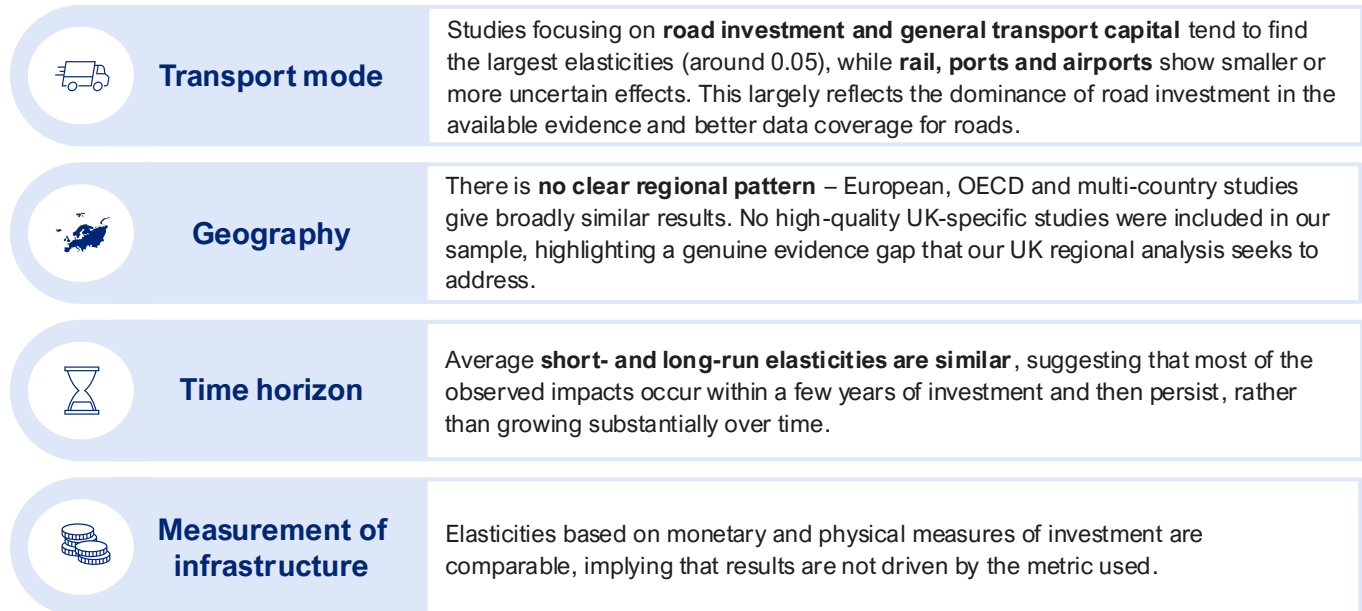 Transport mode
Studies focusing on road investment and general transport capital tend to find
the largest elasticities (around 0.05), while rail, ports and airports show smaller or
more uncertain effects. This largely reflects the dominance of road investment in the
available evidence and better data coverage for roads.
Geography
There is no clear regional pattern – European, OECD and multi-country studies
give broadly similar results. No high-quality UK-specific studies were included in our
sample, highlighting a genuine evidence gap that our UK regional analysis seeks to
address.
Time horizon
Average short- and long-run elasticities are similar, suggesting that most of the
observed impacts occur within a few years of investment and then persist, rather
than growing substantially over time.
Measurement of
infrastructure
Elasticities based on monetary and physical measures of investment are
comparable, implying that results are not driven by the metric used.